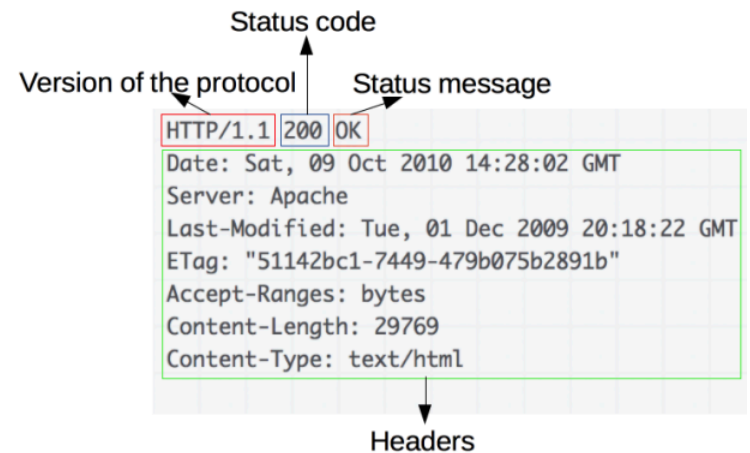 Status code
Version of the protocol Status message
HTTP/1.1 200 OK
Date: Sat, 09 Oct 2010 14:28:02 GMT
Server: Apache
Last-Modified: Tue, 01 Dec 2009 20:18:22 GMT
ETag: "51142bc1-7449-479b075b2891b"
Accept-Ranges: bytes
Content-Length: 29769
Content-Type: text/html
Headers